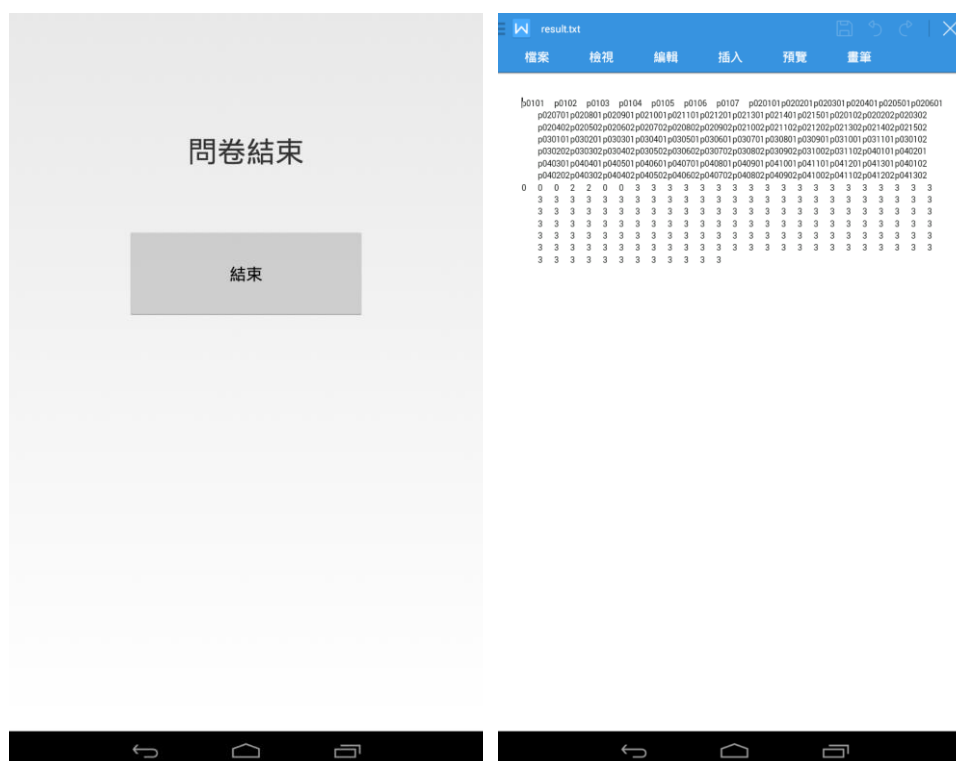 問卷結束
結束
result.txt
檔案 檢視 編輯 插入 預覽 畫筆
p0101 p0102 p0103 p0104 p0105 p0106 p0107 p020101p020201p020301p020401p020501p020601
p020701p020801p020901p021001p021101p021201p021301p021401p021501p020102p020202p020302
p020402p020502p020602p020702p020802p020902p021002p021102p021202p021302p021402p021502
p030101p030201p030301p030401p030501p030601p030701p030801p030901p031001p031101p030102
p030202p030302p030402p030502p030602p030702p030802p030902p031002p031102p040101p040201
p040301p040401p040501p040601p040701p040801p040901p041001p041101p041201p041301p040102
p040202p040302p040402p040502p040602p040702p040802p040902p041002p041102p041202p041302
0 0 0 2 2 0 0 3 3 3 3 3 3 3 3 3 3 3 3 3 3 3 3 3 3 3
3 3 3 3 3 3 3 3 3 3 3 3 3 3 3 3 3 3 3 3 3 3 3 3 3
3 3 3 3 3 3 3 3 3 3 3 3 3 3 3 3 3 3 3 3 3 3 3 3 3
3 3 3 3 3 3 3 3 3 3 3 3 3 3 3 3 3 3 3 3 3 3 3 3 3
3 3 3 3 3 3 3 3 3 3 3 3 3 3 3 3 3 3 3 3 3 3 3 3 3
3 3 3 3 3 3 3 3 3 3 3 3 3 3 3 3 3 3 3 3 3 3 3 3 3
3 3 3 3 3 3 3 3 3 3 3 3